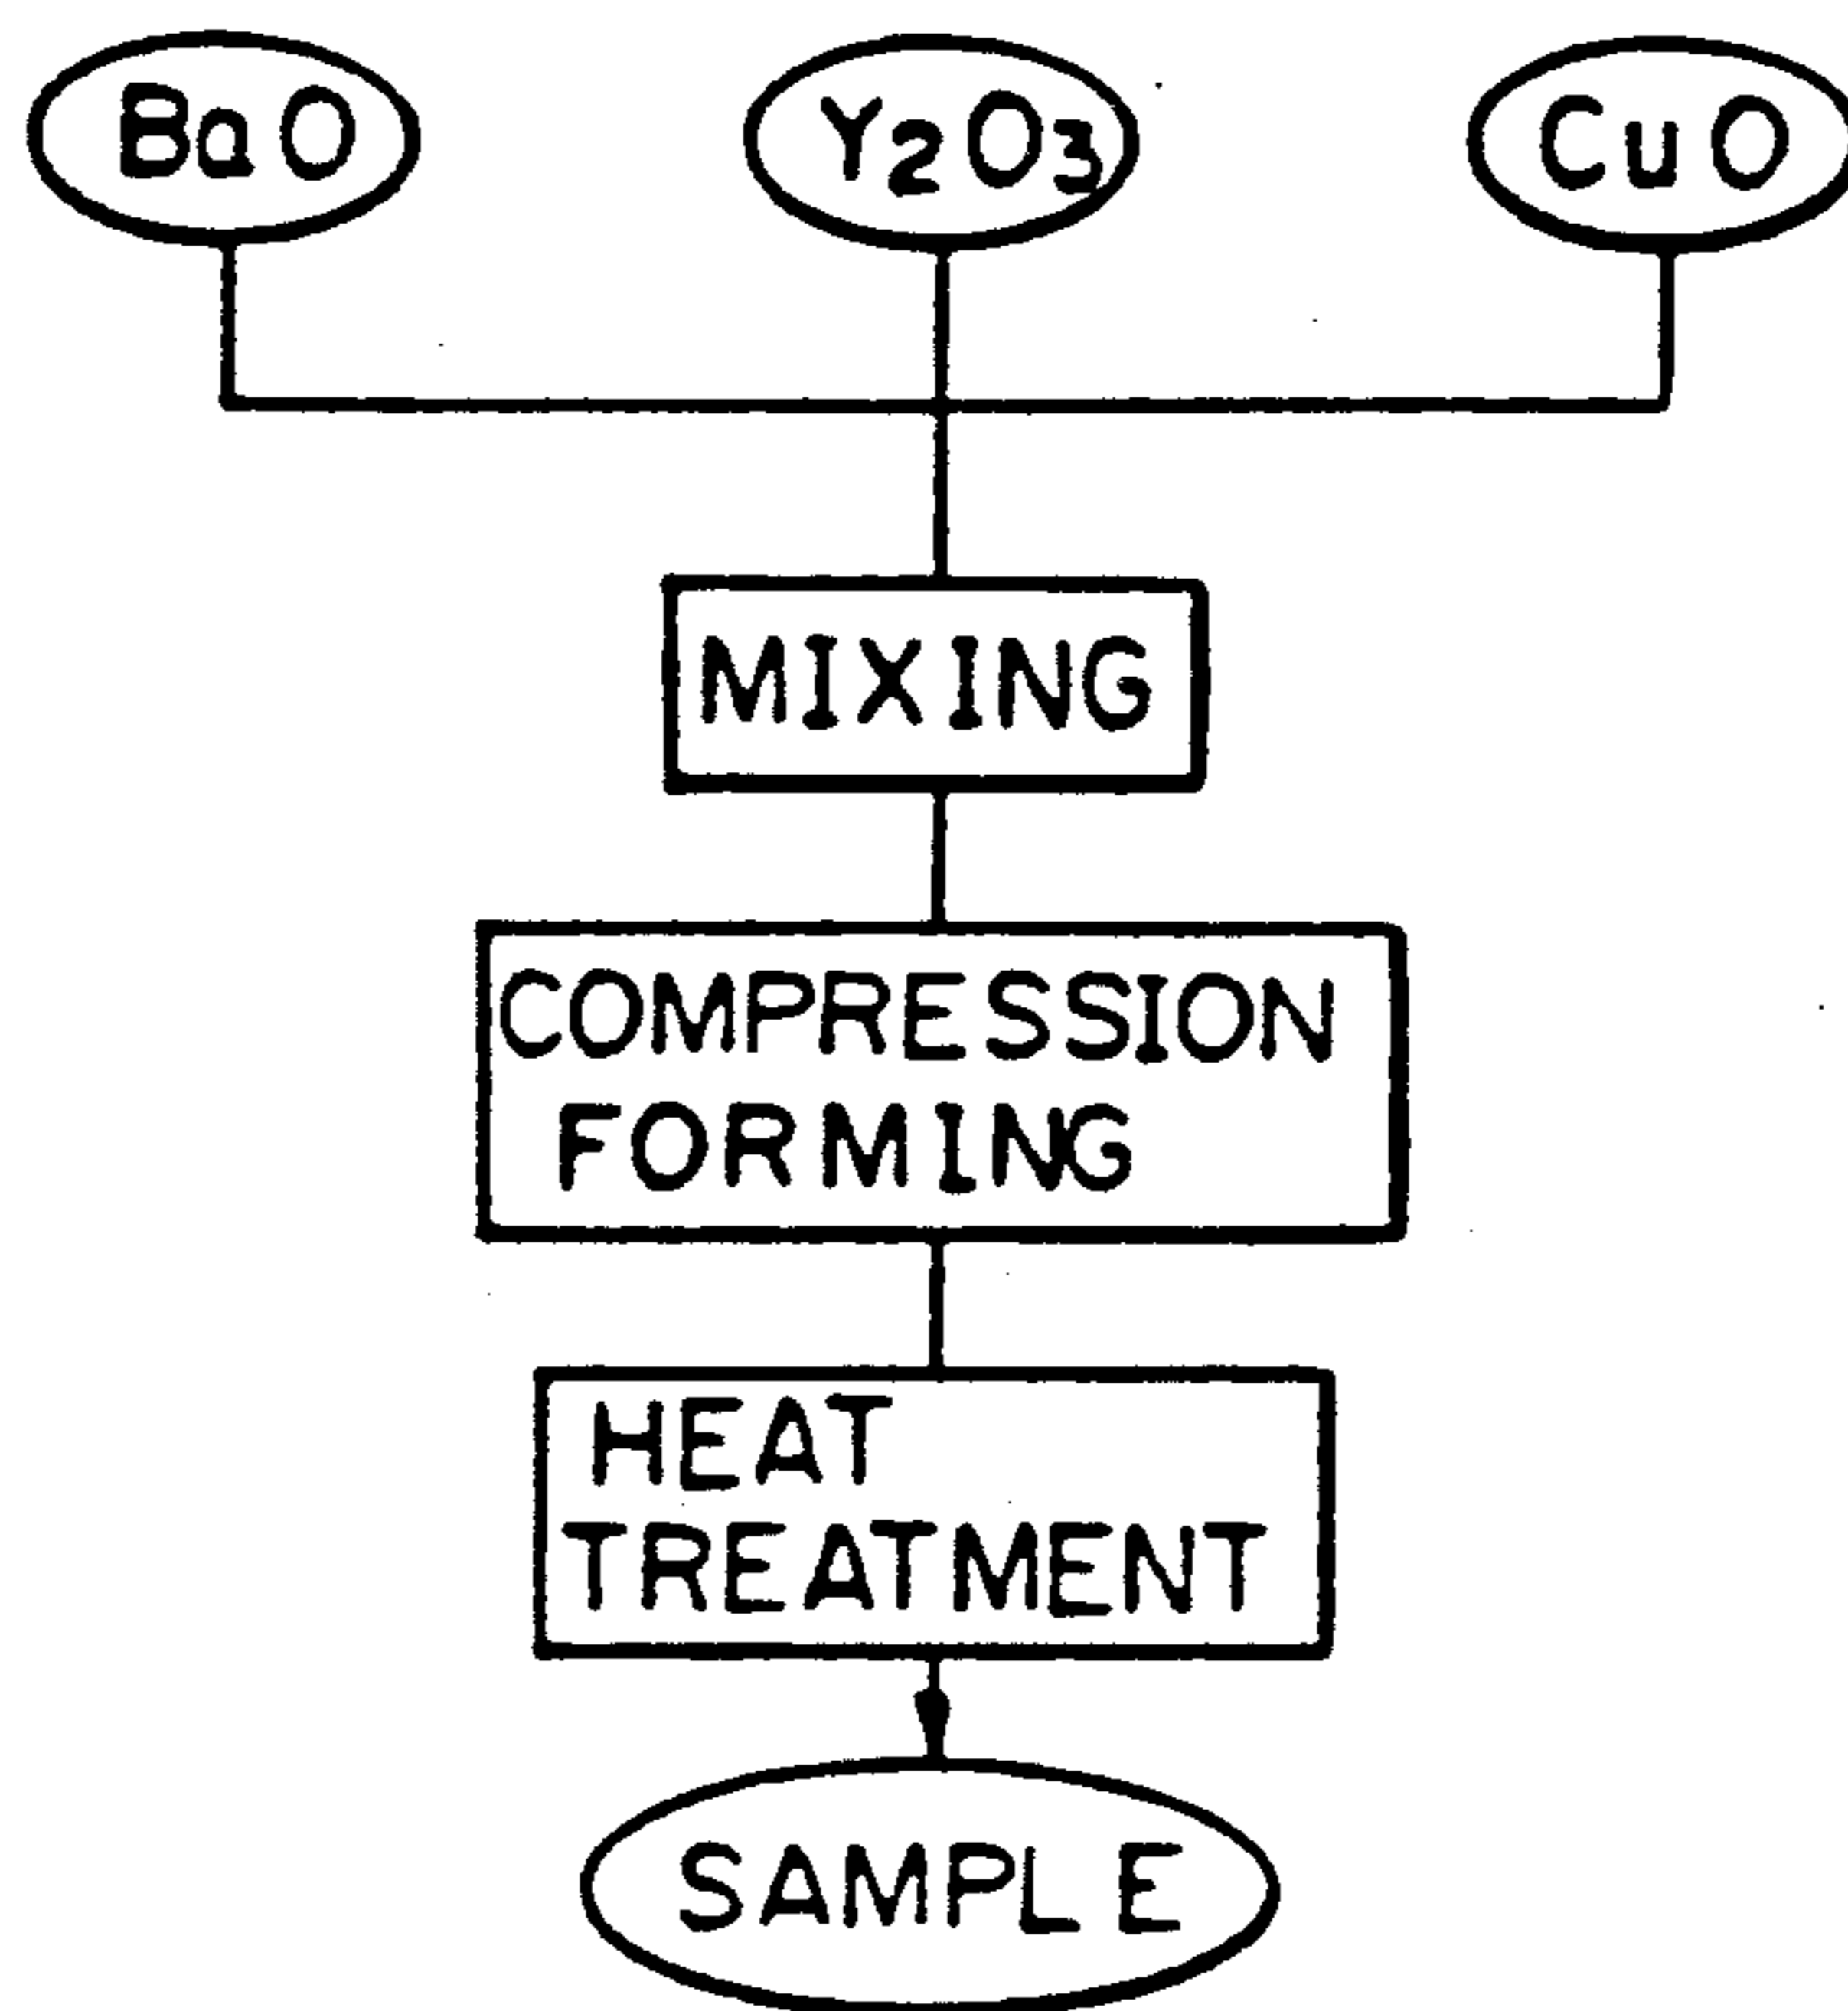 BaO
Y2O3
CuO
MIXING
COMPRESSION
FORMING
HEAT
TREATMENT
SAMPLE